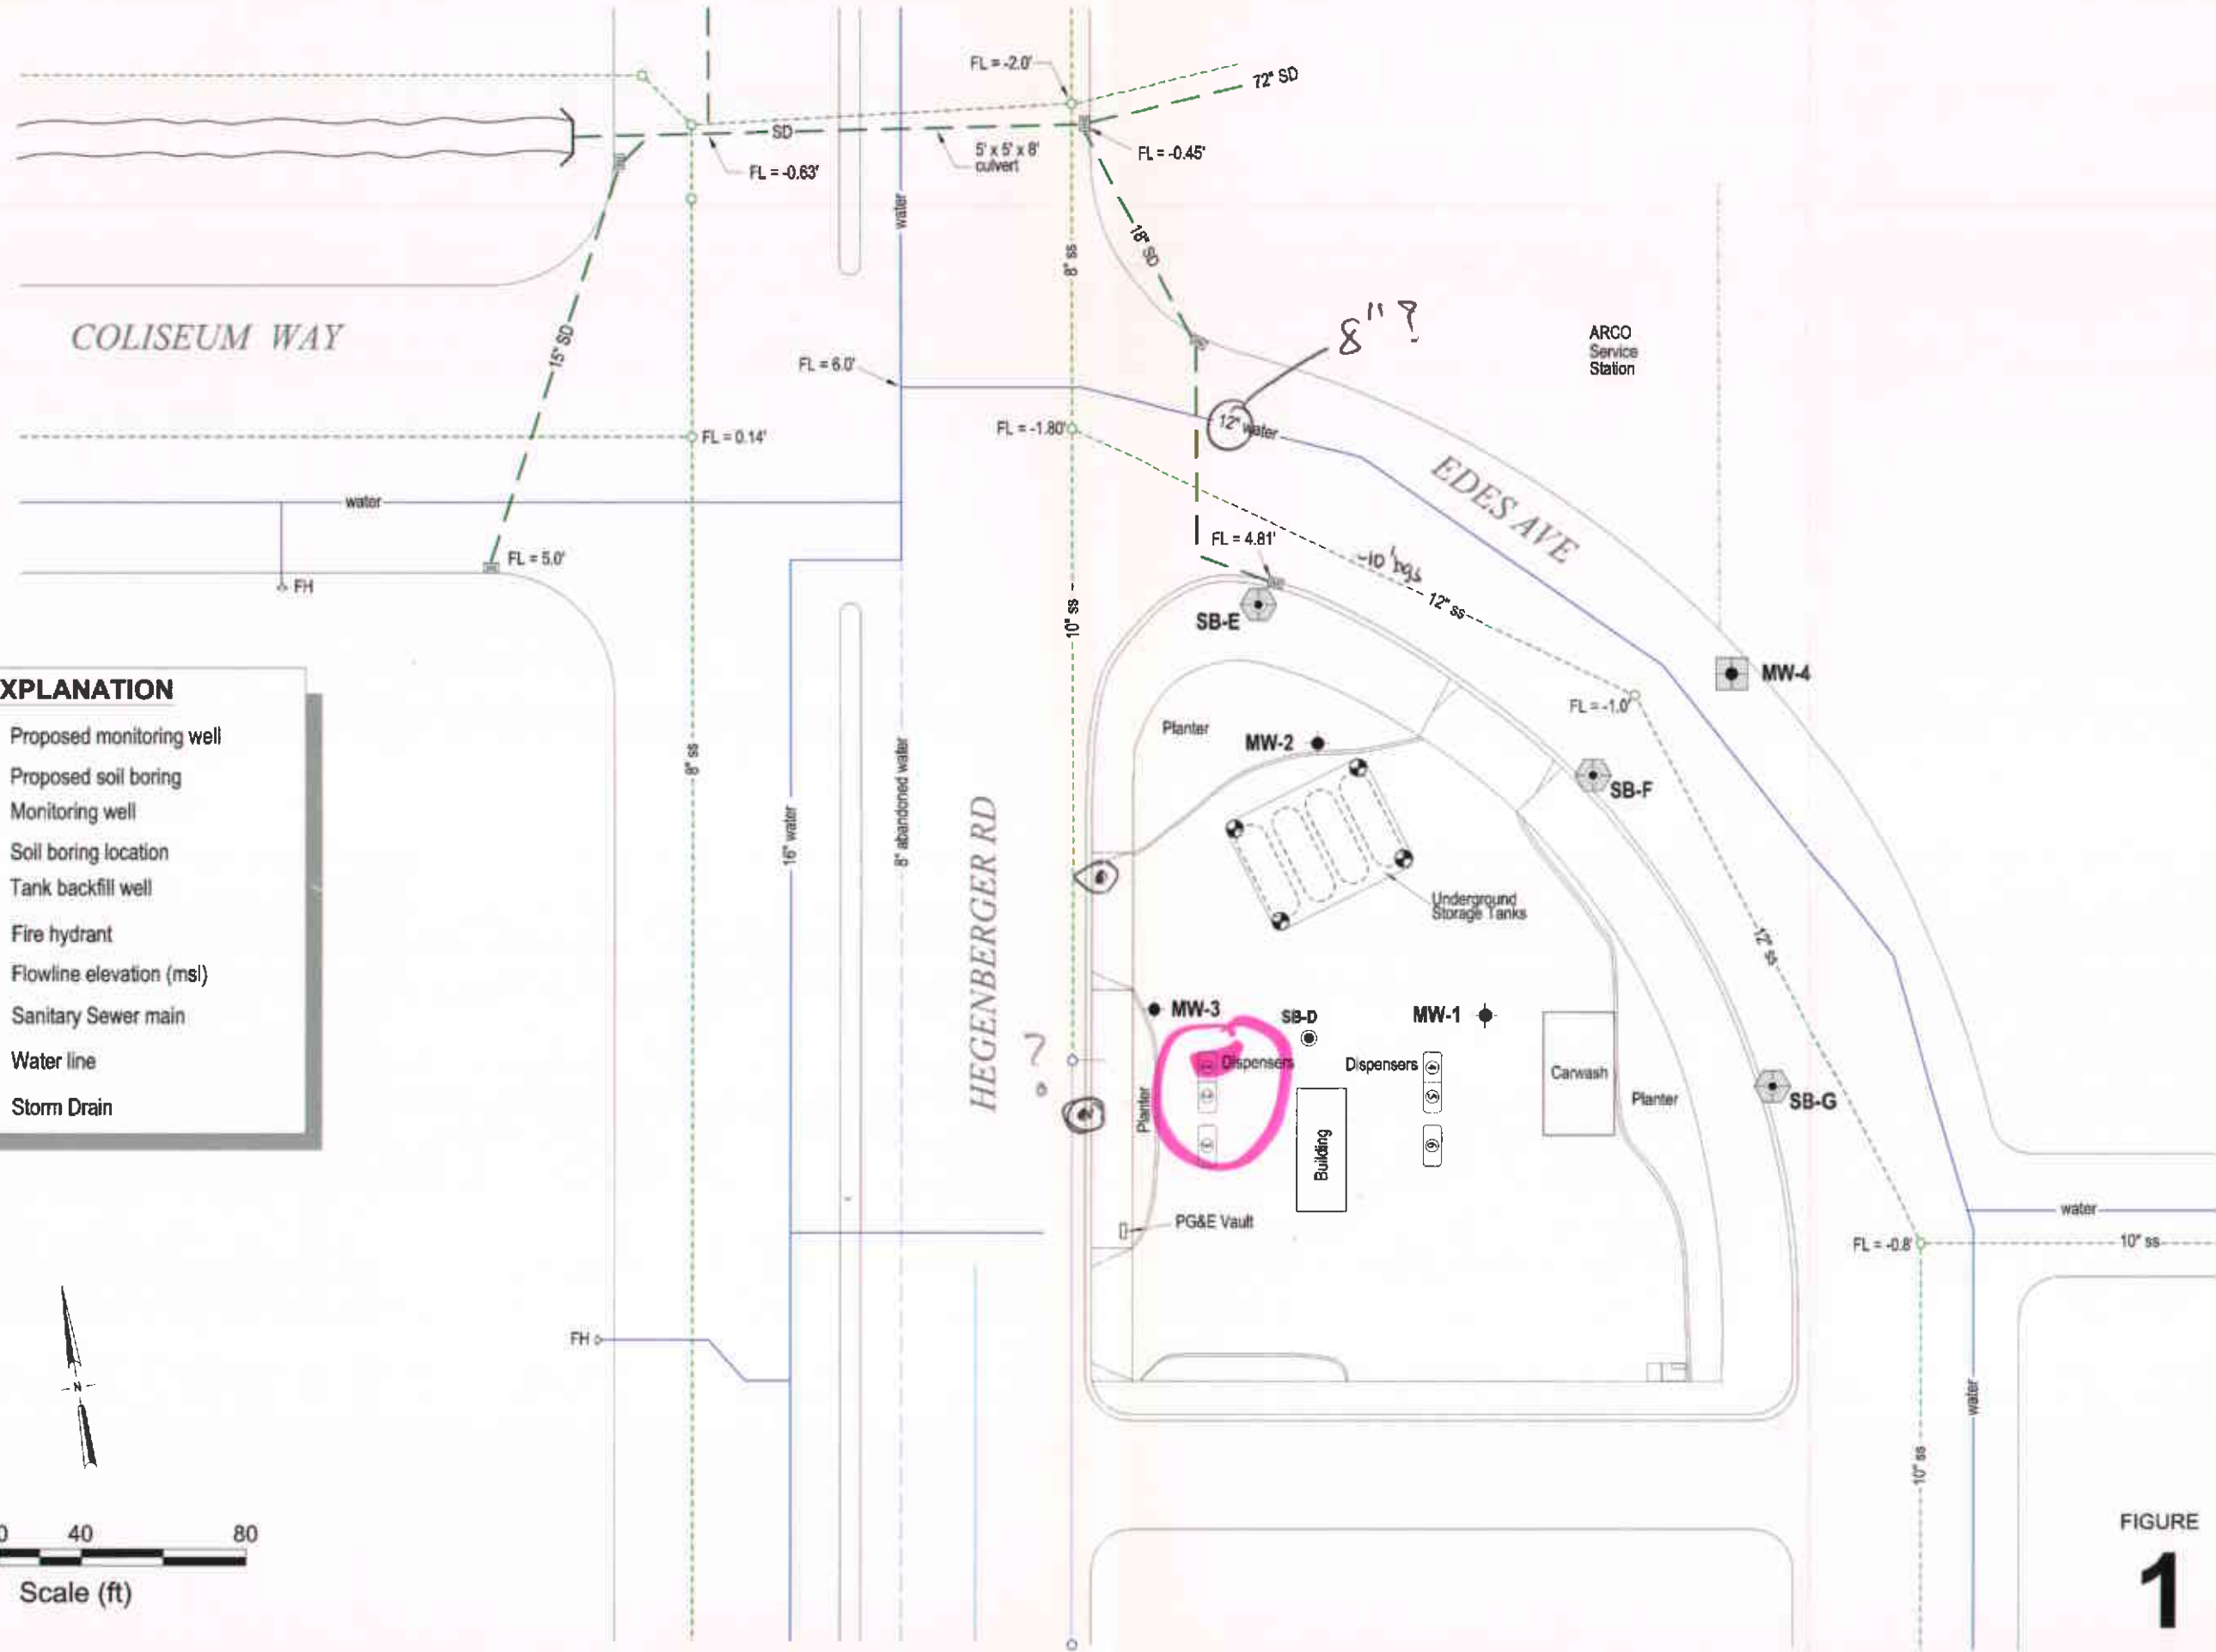 FL = -2.0'
72" SD
SD
5' x 5' x 8'
culvert
FL = -0.63'
FL = -0.45'
water
8" ss
18" SD
8"?
COLISEUM WAY
15" SD
FL = 6.0'
ARCO
Service
Station
FL = 0.14'
FL = -1.80'
12" water
EDES AVE
water
FL = 5.0'
FH
FL = 4.81'
~10' bgs
12" ss
10" ss
SB-E
MW-4
FL = -1.0'
XPLANATION
Proposed monitoring well
Proposed soil boring
Monitoring well
Soil boring location
Tank backfill well
Fire hydrant
Flowline elevation (msl)
Sanitary Sewer main
Water line
Storm Drain
8" ss
16" water
8" abandoned water
HEGENBERGER RD
Planter
MW-2
SB-F
Underground
Storage Tanks
12" ss
MW-3
SB-D
MW-1
?
Dispensers
Dispensers
4
2
5
3
6
Planter
Building
Carwash
Planter
SB-G
PG&E Vault
FL = -0.8'
water
10" ss
FH
N
water
10" ss
0
40
80
Scale (ft)
FIGURE
1